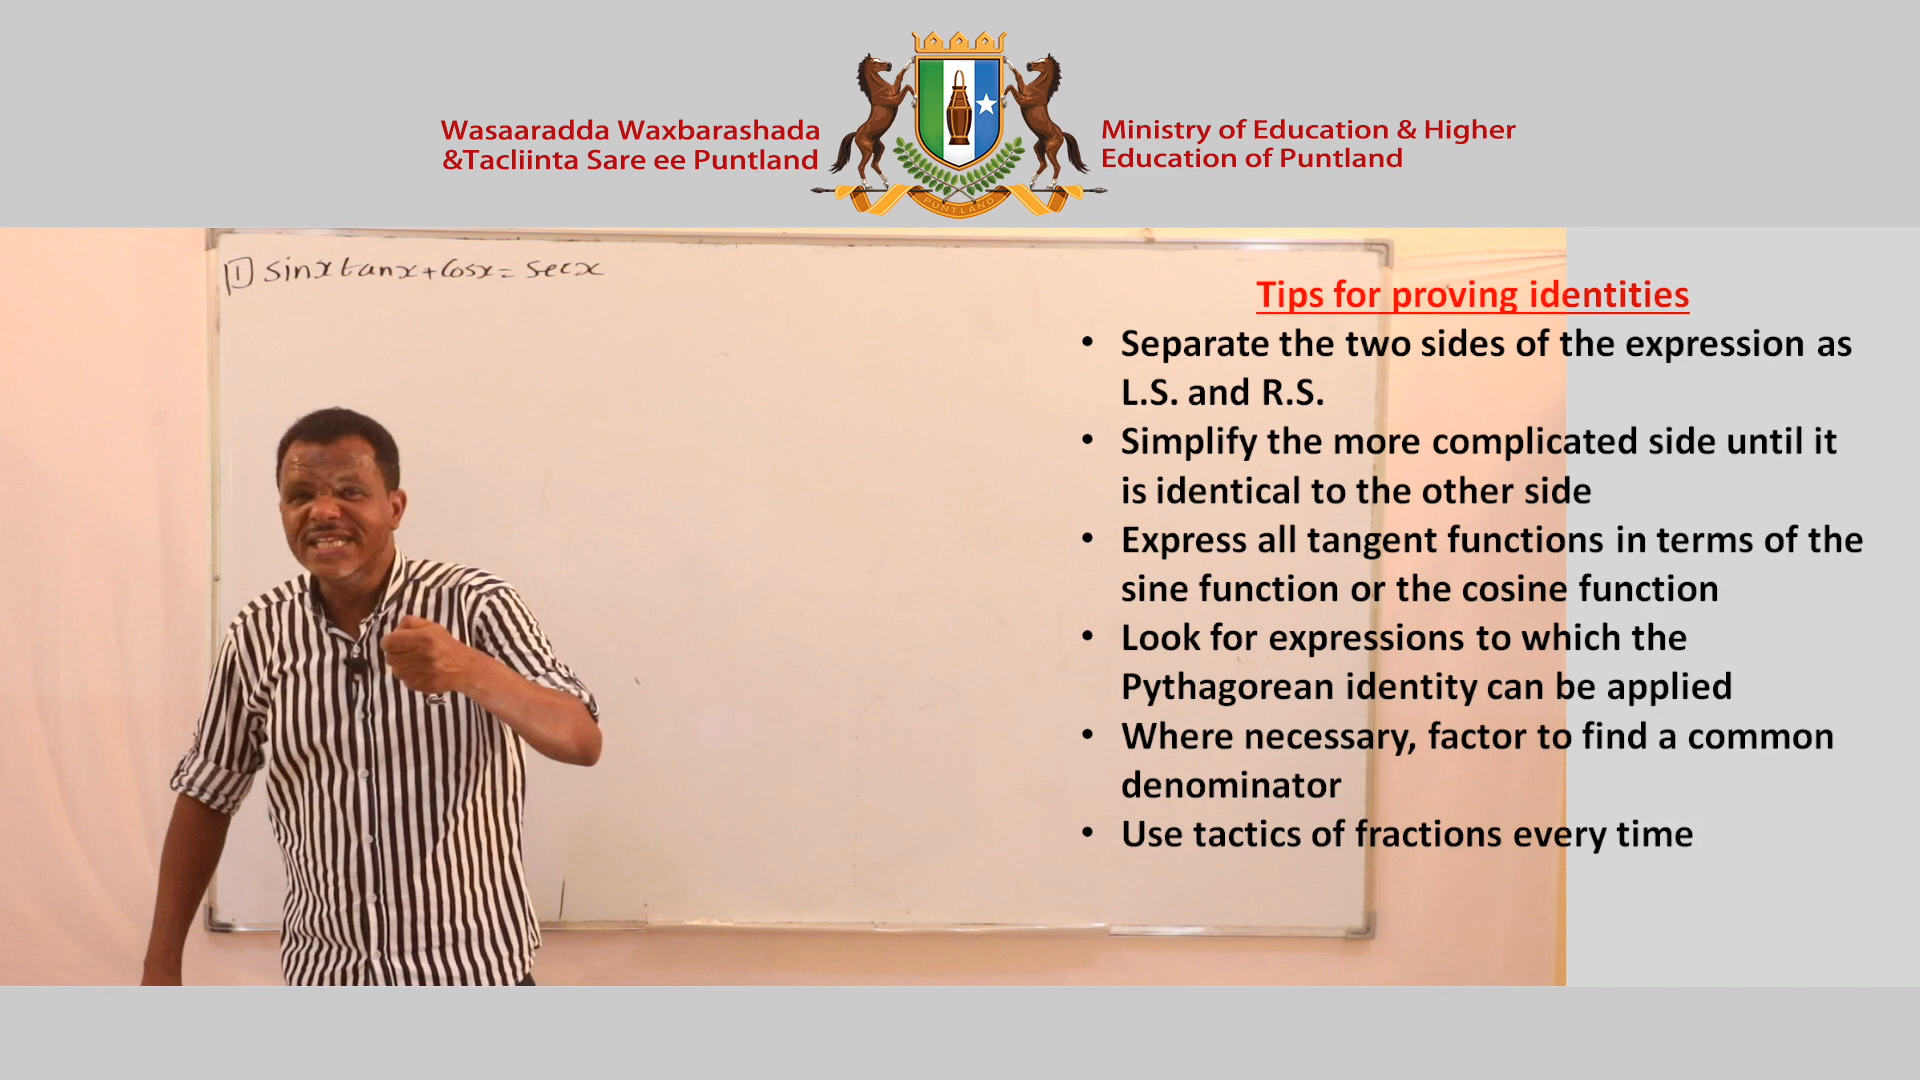 Wasaaradda Waxbarashada
&Tacliinta Sare ee Puntland
Ministry of Education & Higher
Education of Puntland
PUNTLAND
1 sinx tanx + Cosx = secx
Tips for proving identities
• Separate the two sides of the expression as
L.S. and R.S.
• Simplify the more complicated side until it
is identical to the other side
• Express all tangent functions in terms of the
sine function or the cosine function
• Look for expressions to which the
Pythagorean identity can be applied
• Where necessary, factor to find a common
denominator
• Use tactics of fractions every time